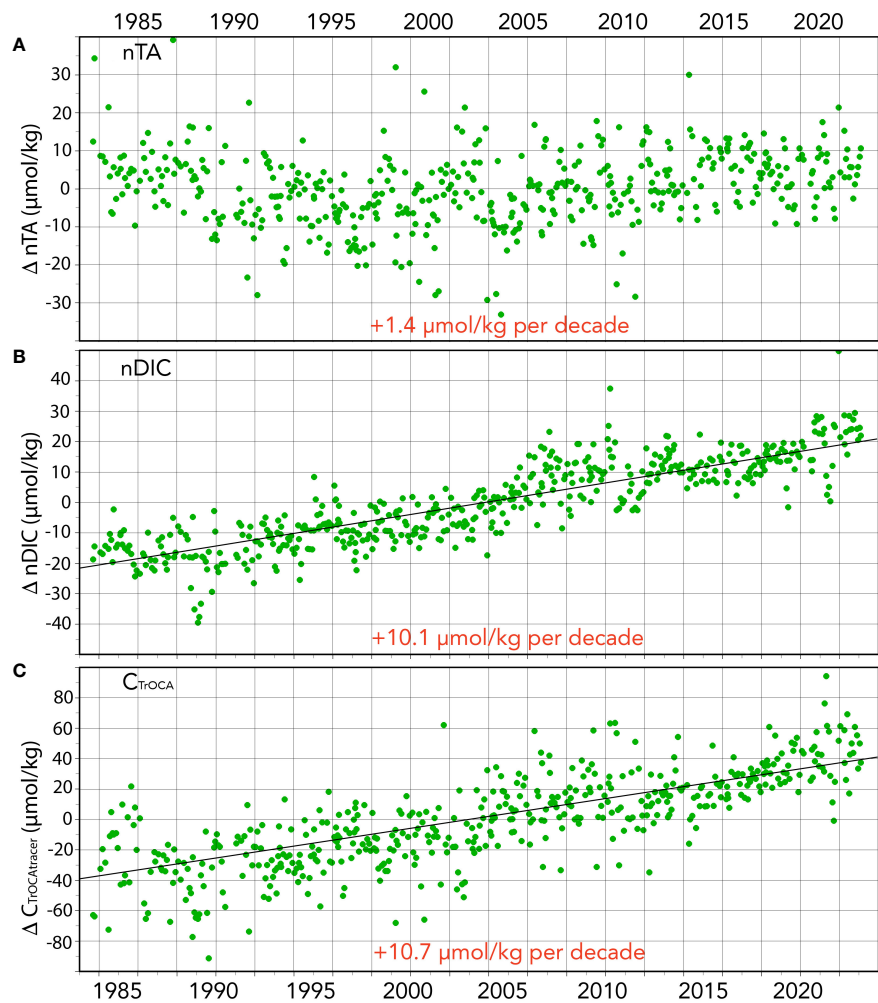 1985 1990 1995 2000 2005 2010 2015 2020
A
nTA
30
20
10
0
-10
-20
-30
Δ nTA (µmol/kg)
+1.4 µmol/kg per decade
B
nDIC
40
30
20
10
0
-10
-20
-30
-40
Δ nDIC (µmol/kg)
+10.1 µmol/kg per decade
C
CTrOCA
80
60
40
20
0
-20
-40
-60
-80
Δ CTrOCAtracer (µmol/kg)
+10.7 µmol/kg per decade
1985 1990 1995 2000 2005 2010 2015 2020